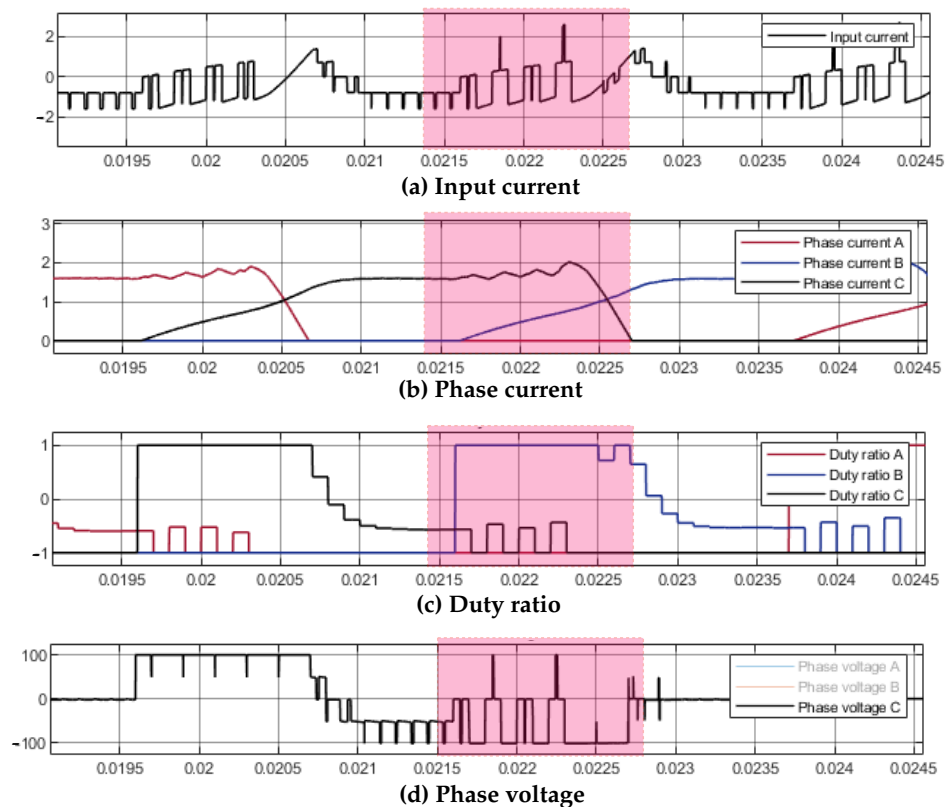 2
0
−2
Input current
0.0195 0.02 0.0205 0.021 0.0215 0.022 0.0225 0.023 0.0235 0.024 0.0245
(a) Input current
3
2
1
0
Phase current A
Phase current B
Phase current C
0.0195 0.02 0.0205 0.021 0.0215 0.022 0.0225 0.023 0.0235 0.024 0.0245
(b) Phase current
1
0
−1
Duty ratio A
Duty ratio B
Duty ratio C
0.0195 0.02 0.0205 0.021 0.0215 0.022 0.0225 0.023 0.0235 0.024 0.0245
(c) Duty ratio
100
0
−100
Phase voltage A
Phase voltage B
Phase voltage C
0.0195 0.02 0.0205 0.021 0.0215 0.022 0.0225 0.023 0.0235 0.024 0.0245
(d) Phase voltage